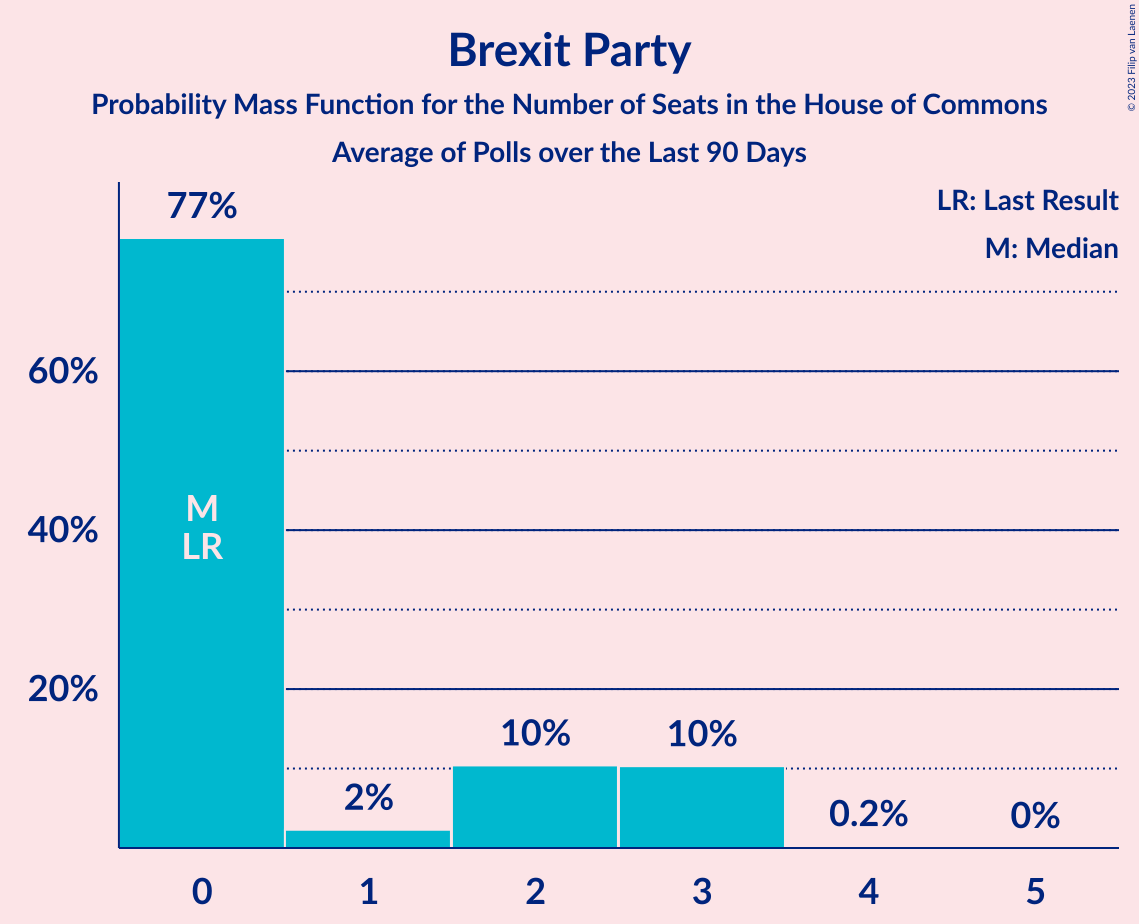 Brexit Party
Probability Mass Function for the Number of Seats in the House of Commons
Average of Polls over the Last 90 Days
© 2023 Filip van Laenen
LR: Last Result
M: Median
77%
60%
40%
20%
M
LR
2%
10%
10%
0.2%
0%
0 1 2 3 4 5